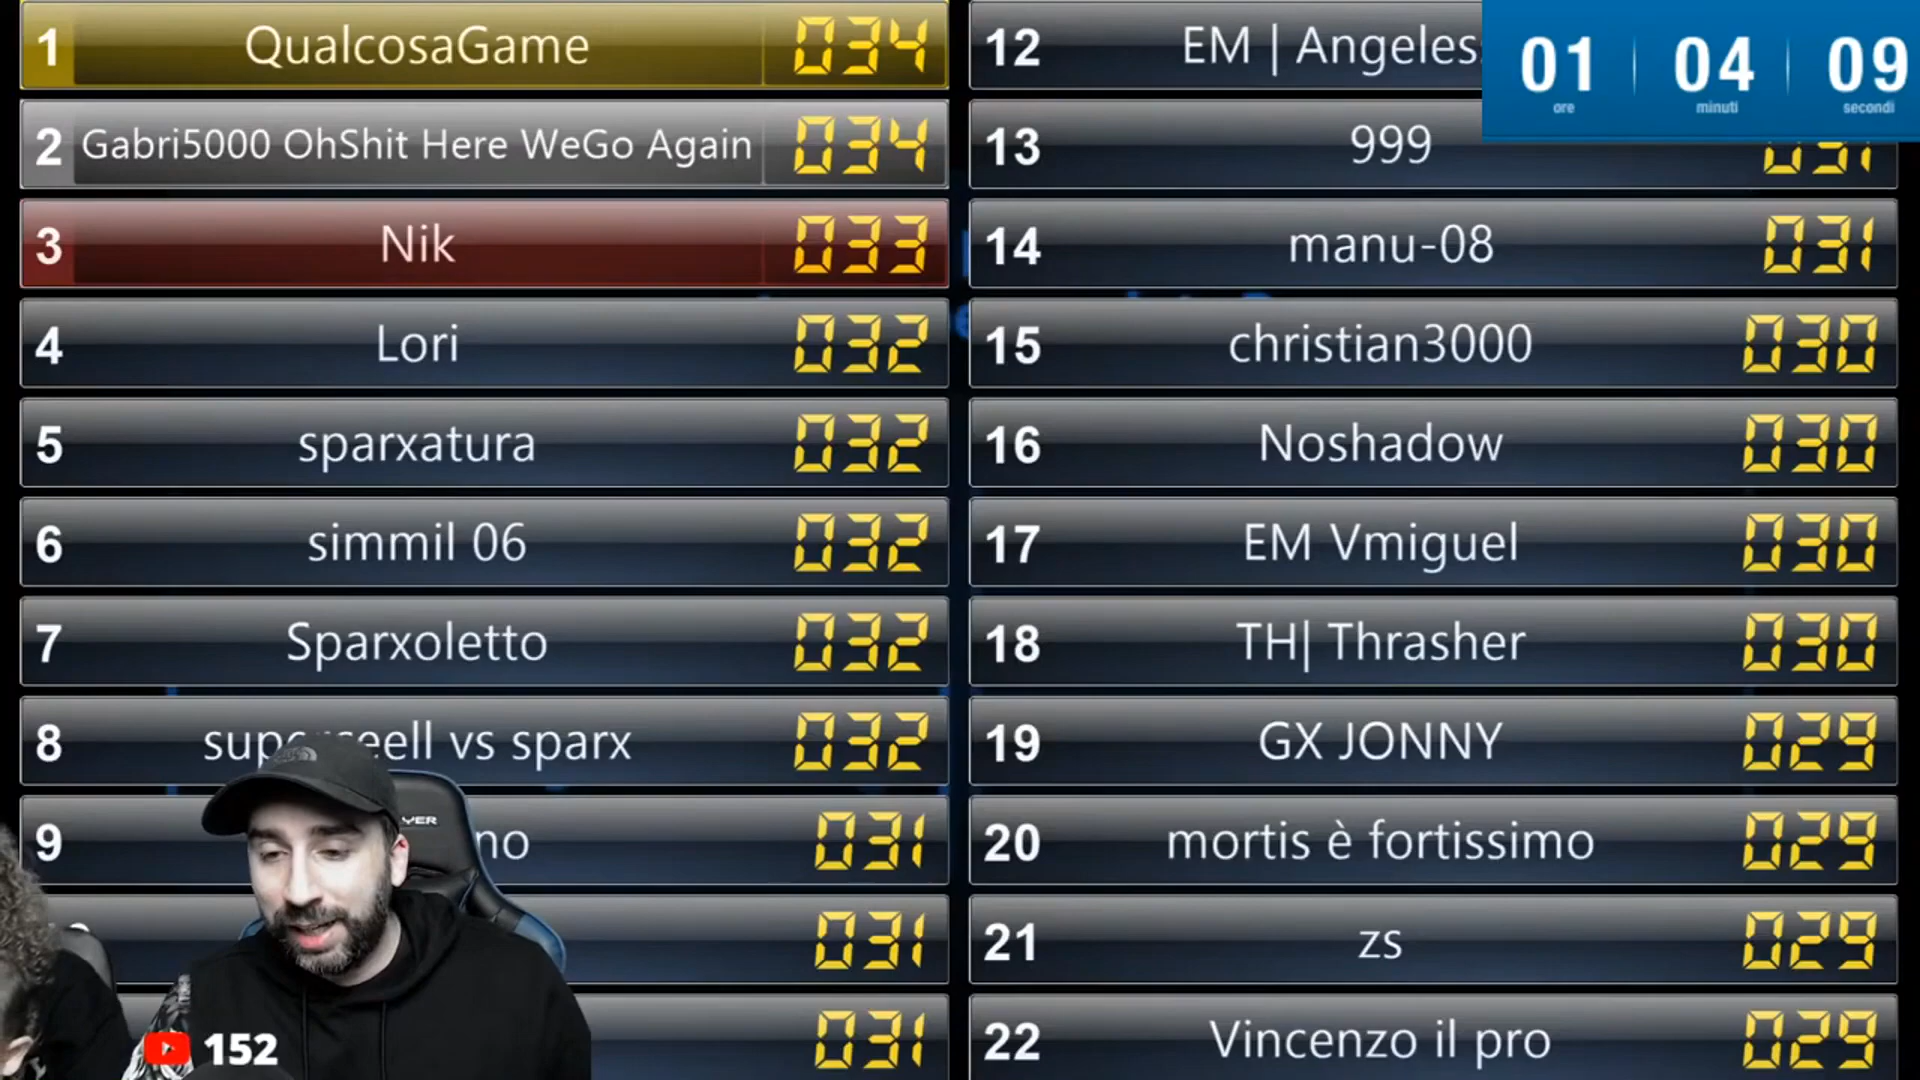 1 QualcosaGame 034
2 Gabri5000 OhShit Here WeGo Again 034
3 Nik 033
4 Lori 032
5 sparxatura 032
6 simmil 06 032
7 Sparxoletto 032
8 vs sparx 032
9 031
031
031
152
12 EM | Angeles
13 999 031
14 manu-08 031
15 christian3000 030
16 Noshadow 030
17 EM Vmiguel 030
18 TH| Thrasher 030
19 GX JONNY 029
20 mortis è fortissimo 029
21 zs 029
22 Vincenzo il pro 029
01 04 09
ore minuti secondi